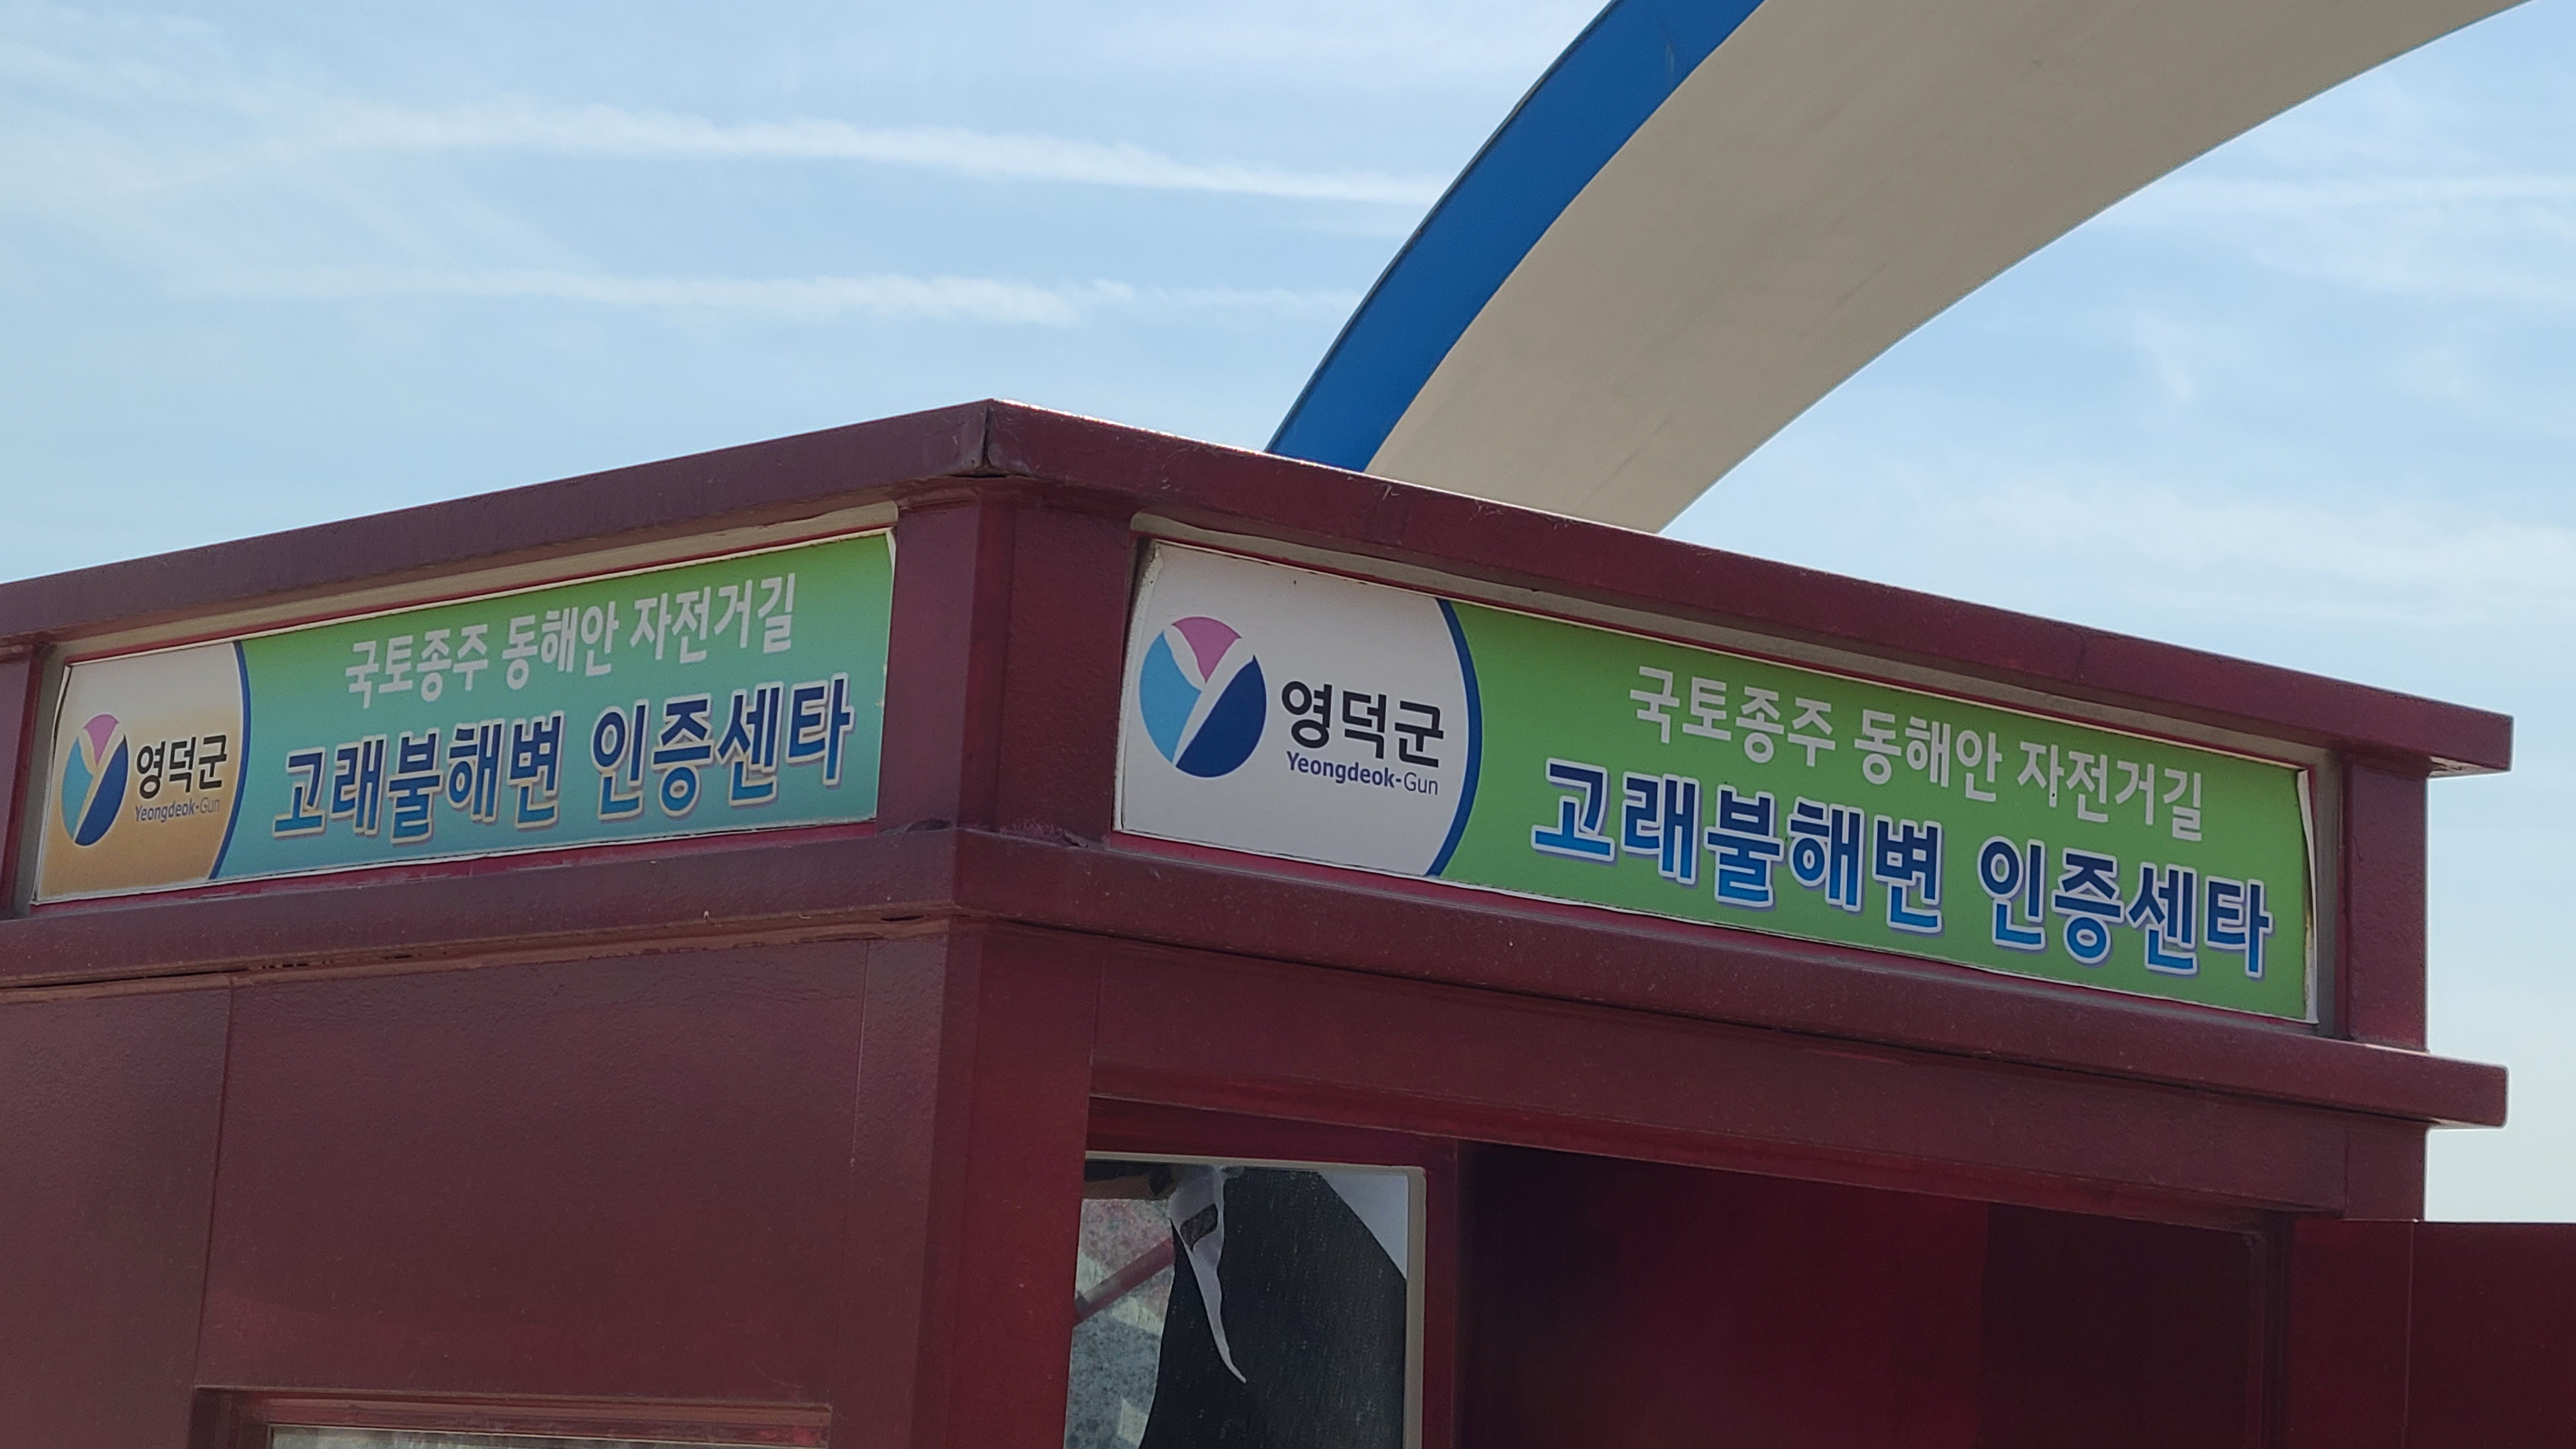 국토종주 동해안 자전거길
고래불해변 인증센타
영덕군
Yeongdeok-Gun
영덕군
Yeongdeok-Gun
국토종주 동해안 자전거길
고래불해변 인증센타